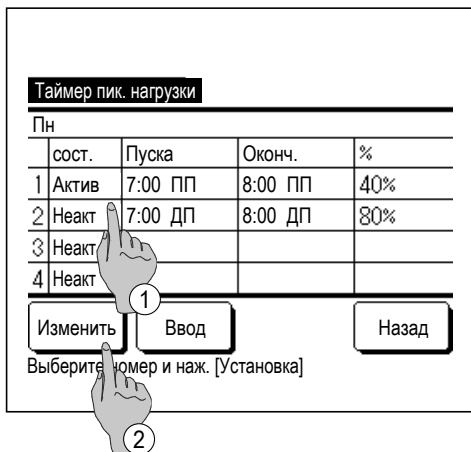 Таймер пик. нагрузки
Пн
сост. Пуска Оконч. %
1 Актив 7:00 ПП 8:00 ПП 40%
2 Неакт 7:00 ДП 8:00 ДП 80%
3 Неакт
4 Неакт
1
Изменить Ввод Назад
Выберите номер и наж. [Установка]
2